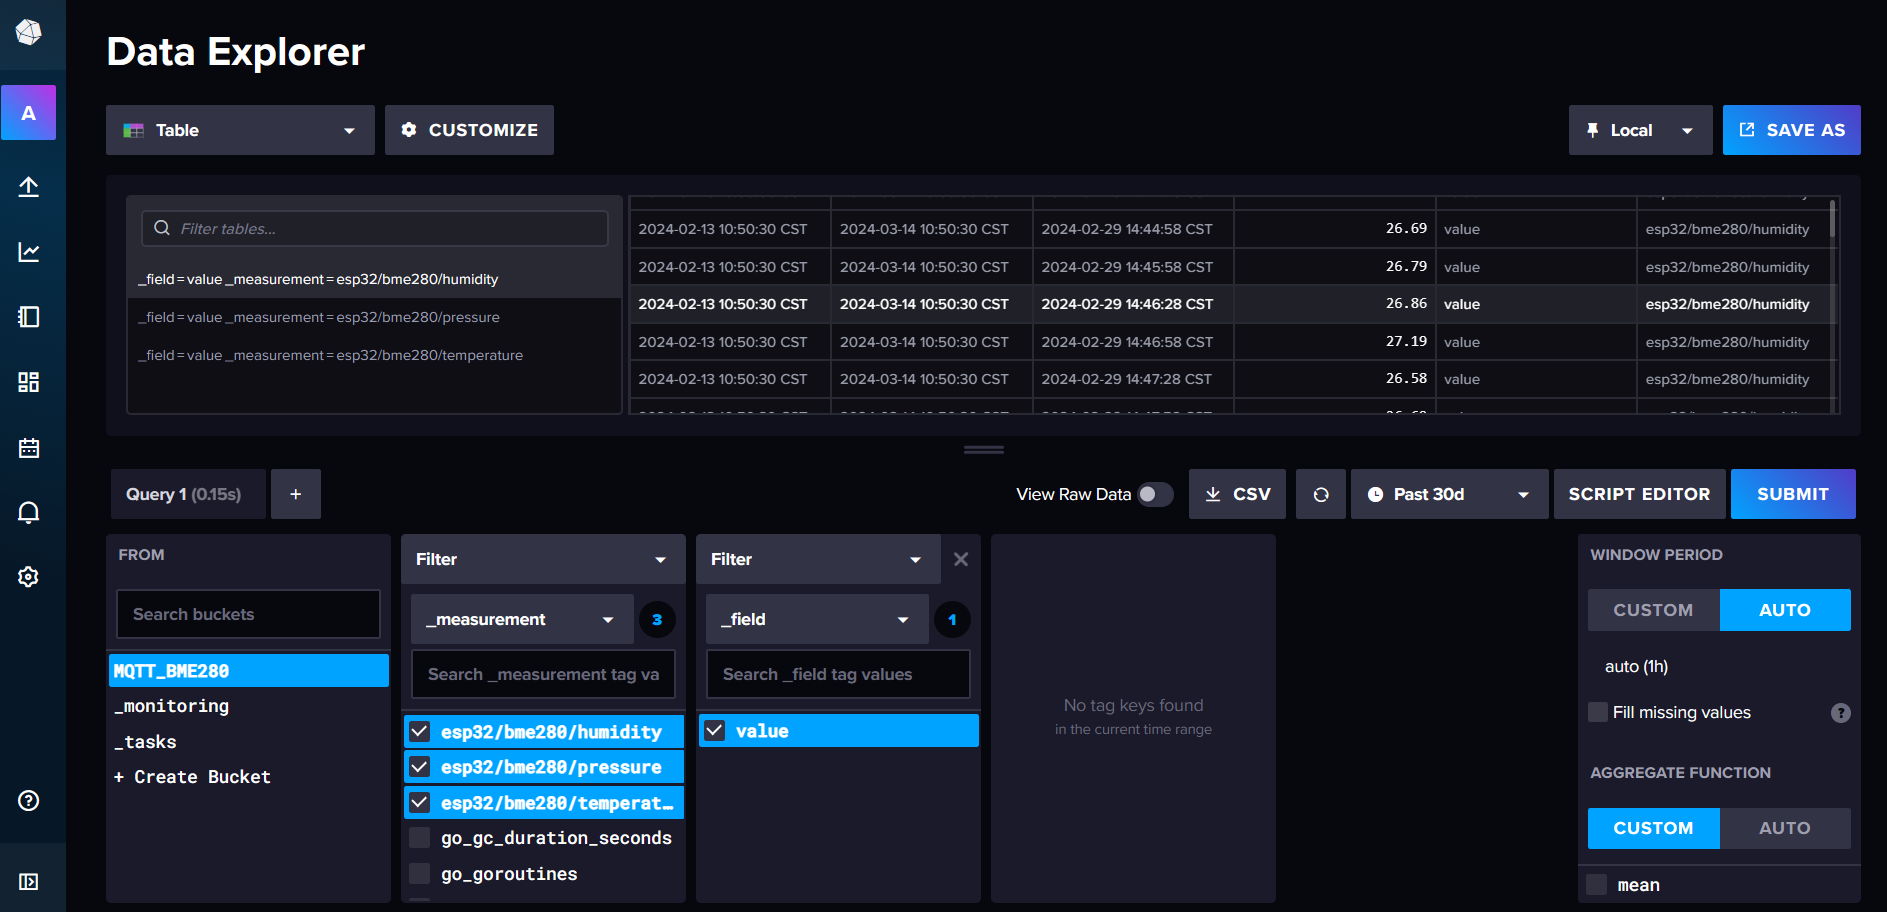 Data Explorer
A
Table
CUSTOMIZE
Local
SAVE AS
Filter tables...
_field=value _measurement=esp32/bme280/humidity
_field=value _measurement=esp32/bme280/pressure
_field=value _measurement=esp32/bme280/temperature
2024-02-13 10:50:30 CST 2024-03-14 10:50:30 CST 2024-02-29 14:44:58 CST 26.69 value esp32/bme280/humidity
2024-02-13 10:50:30 CST 2024-03-14 10:50:30 CST 2024-02-29 14:45:58 CST 26.79 value esp32/bme280/humidity
2024-02-13 10:50:30 CST 2024-03-14 10:50:30 CST 2024-02-29 14:46:28 CST 26.86 value esp32/bme280/humidity
2024-02-13 10:50:30 CST 2024-03-14 10:50:30 CST 2024-02-29 14:46:58 CST 27.19 value esp32/bme280/humidity
2024-02-13 10:50:30 CST 2024-03-14 10:50:30 CST 2024-02-29 14:47:28 CST 26.58 value esp32/bme280/humidity
Query 1 (0.15s)
+
View Raw Data
CSV
Past 30d
SCRIPT EDITOR
SUBMIT
FROM
Search buckets
MQTT_BME280
_monitoring
_tasks
+ Create Bucket
Filter
_measurement
3
Search _measurement tag va
esp32/bme280/humidity
esp32/bme280/pressure
esp32/bme280/temperat…
go_gc_duration_seconds
go_goroutines
Filter
_field
1
Search _field tag values
value
No tag keys found
in the current time range
WINDOW PERIOD
CUSTOM
AUTO
auto (1h)
Fill missing values
?
AGGREGATE FUNCTION
CUSTOM
AUTO
mean